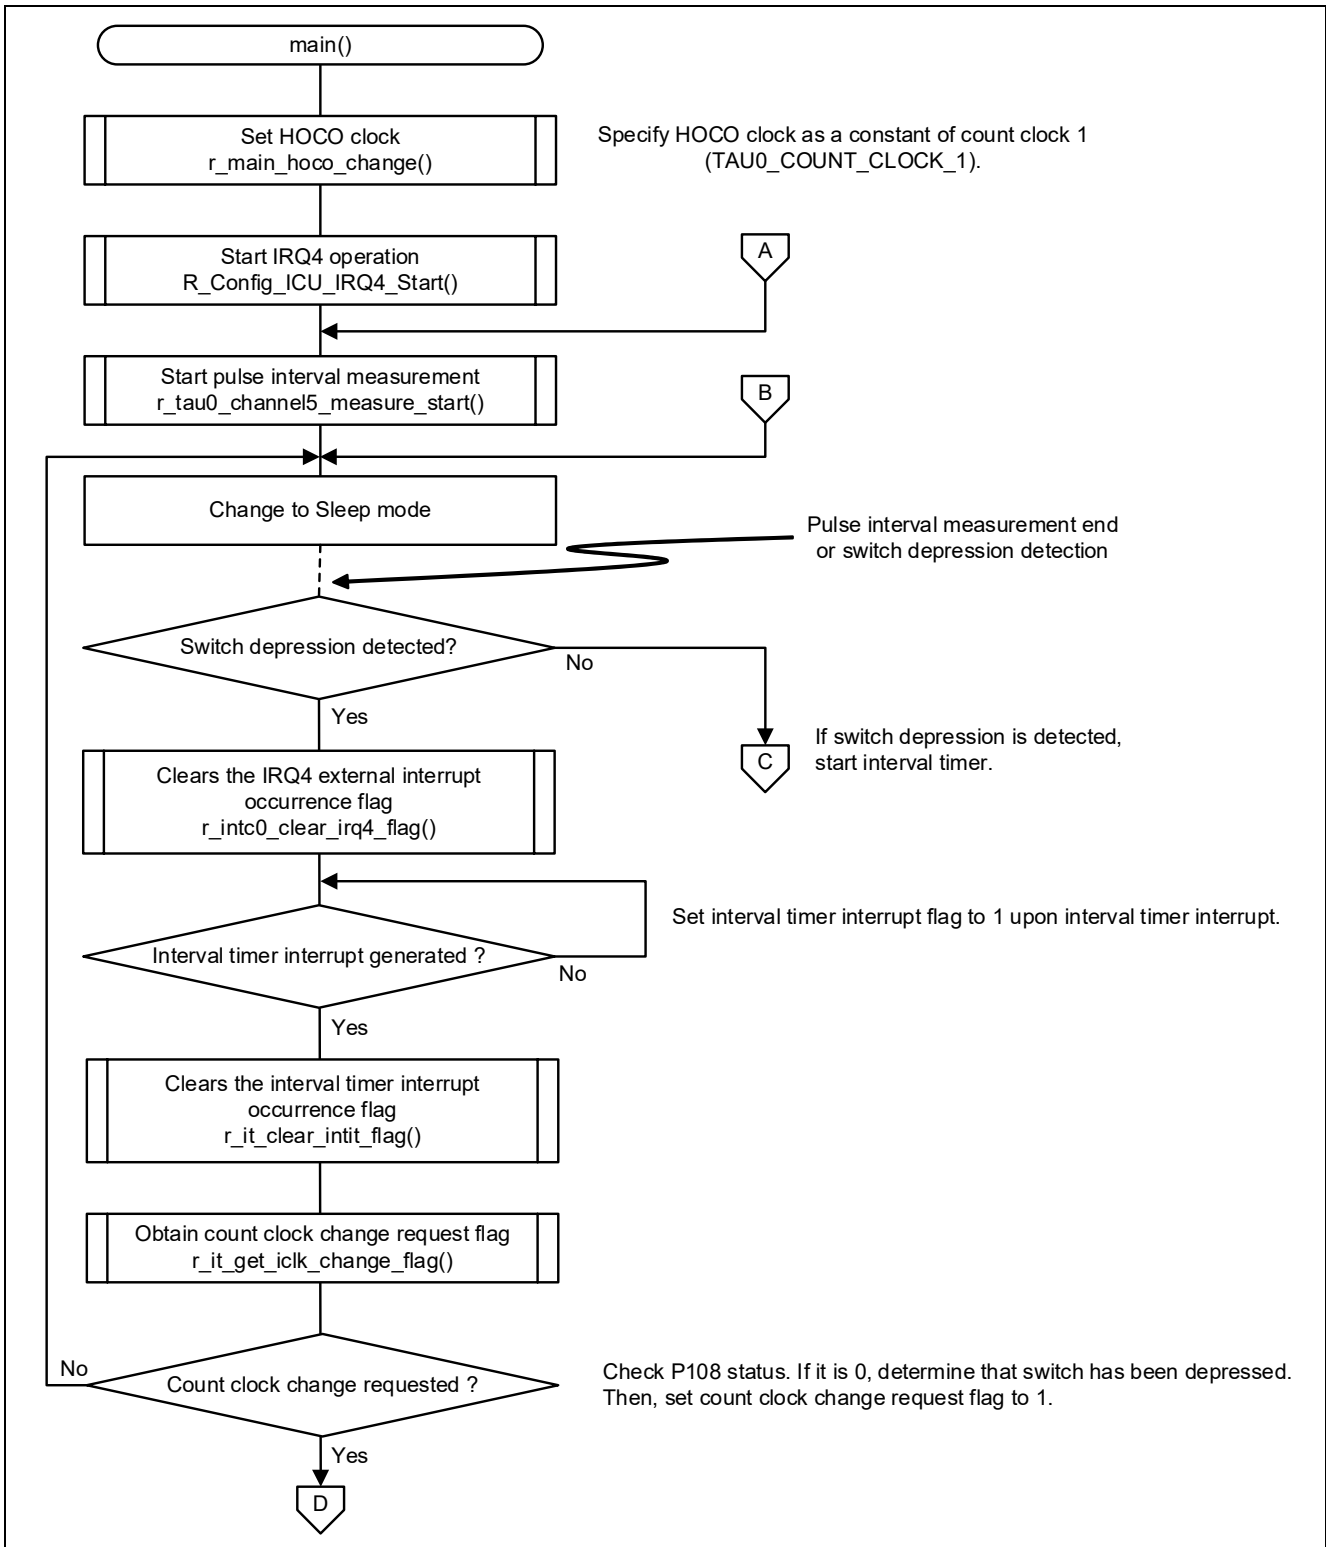 main()
Set HOCO clock
r_main_hoco_change()
Specify HOCO clock as a constant of count clock 1
(TAU0_COUNT_CLOCK_1).
Start IRQ4 operation
R_Config_ICU_IRQ4_Start()
A
Start pulse interval measurement
r_tau0_channel5_measure_start()
B
Change to Sleep mode
Pulse interval measurement end
or switch depression detection
Switch depression detected?
No
Yes
C
If switch depression is detected,
start interval timer.
Clears the IRQ4 external interrupt
occurrence flag
r_intc0_clear_irq4_flag()
Set interval timer interrupt flag to 1 upon interval timer interrupt.
Interval timer interrupt generated ?
No
Yes
Clears the interval timer interrupt
occurrence flag
r_it_clear_intit_flag()
Obtain count clock change request flag
r_it_get_iclk_change_flag()
No
Count clock change requested ?
Check P108 status. If it is 0, determine that switch has been depressed.
Then, set count clock change request flag to 1.
Yes
D